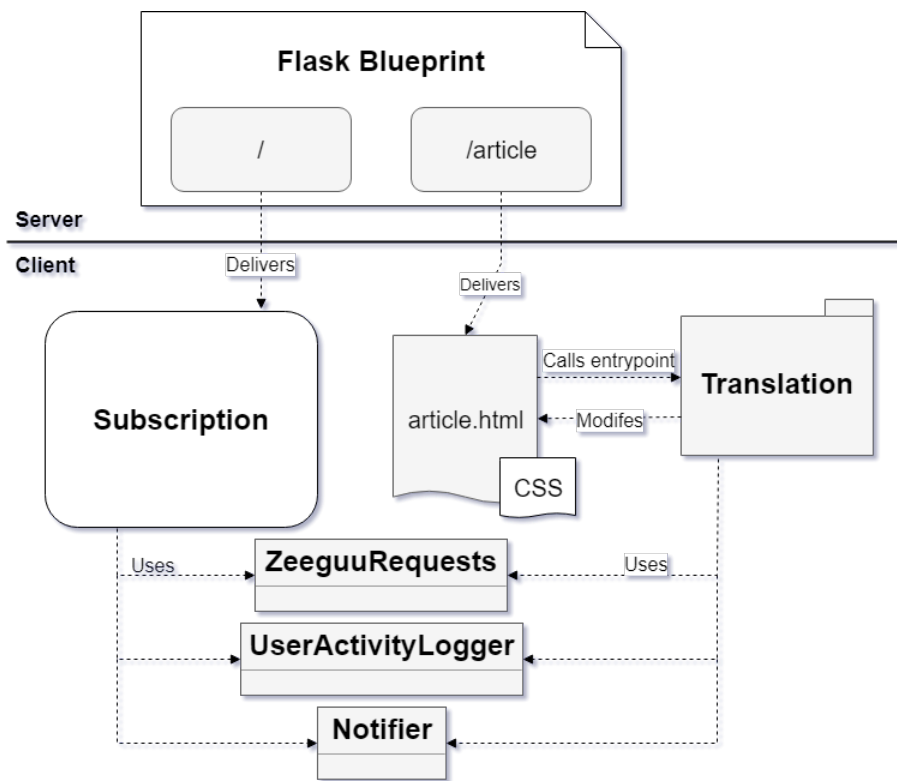 Flask Blueprint
/
/article
Server
Client
Delivers
Delivers
Subscription
article.html
CSS
Calls entrypoint
Modifes
Translation
Uses
Uses
ZeeguuRequests
UserActivityLogger
Notifier